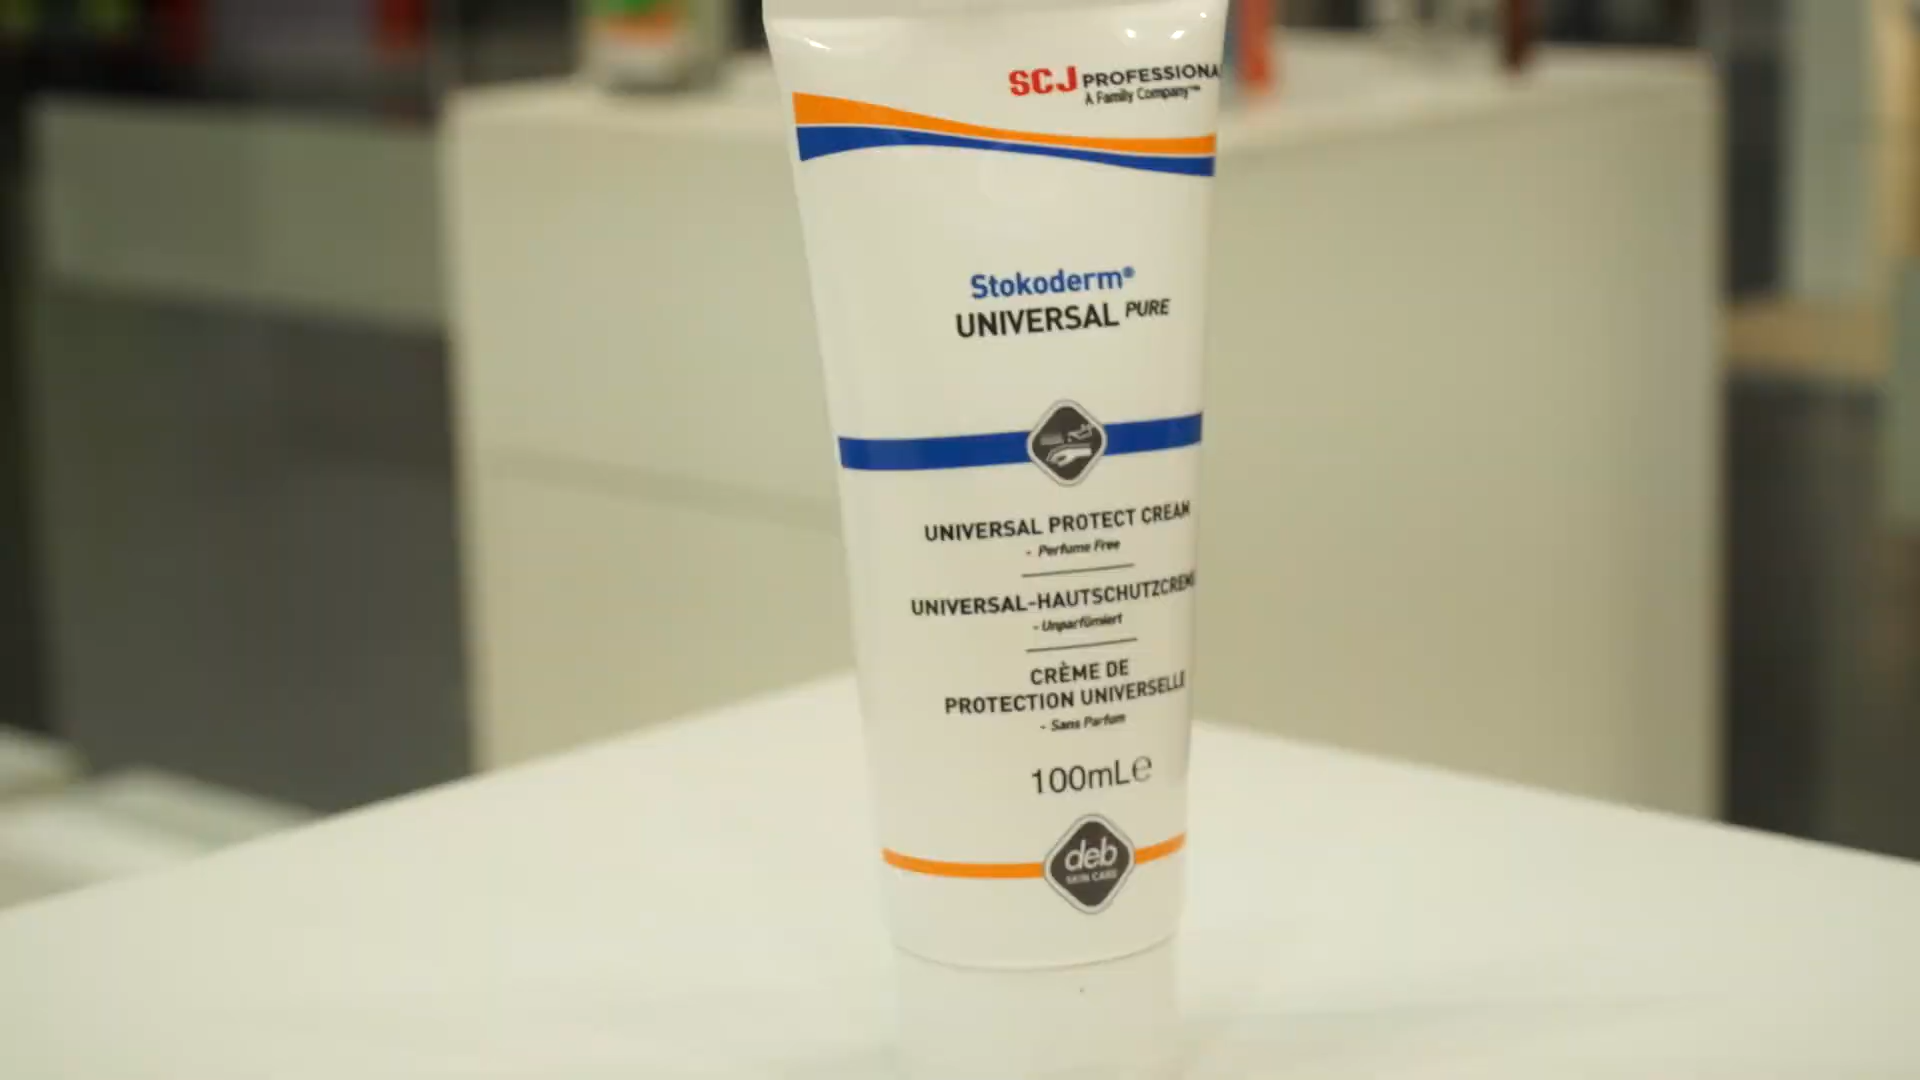 SCJ PROFESSIONA
A Family Company™
Stokoderm®
UNIVERSAL PURE
UNIVERSAL PROTECT CREAM
- Perfume Free
UNIVERSAL-HAUTSCHUTZCREME
- Unparfümiert
CRÈME DE
PROTECTION UNIVERSELLE
- Sans Parfum
100mL℮
deb
SKIN CARE